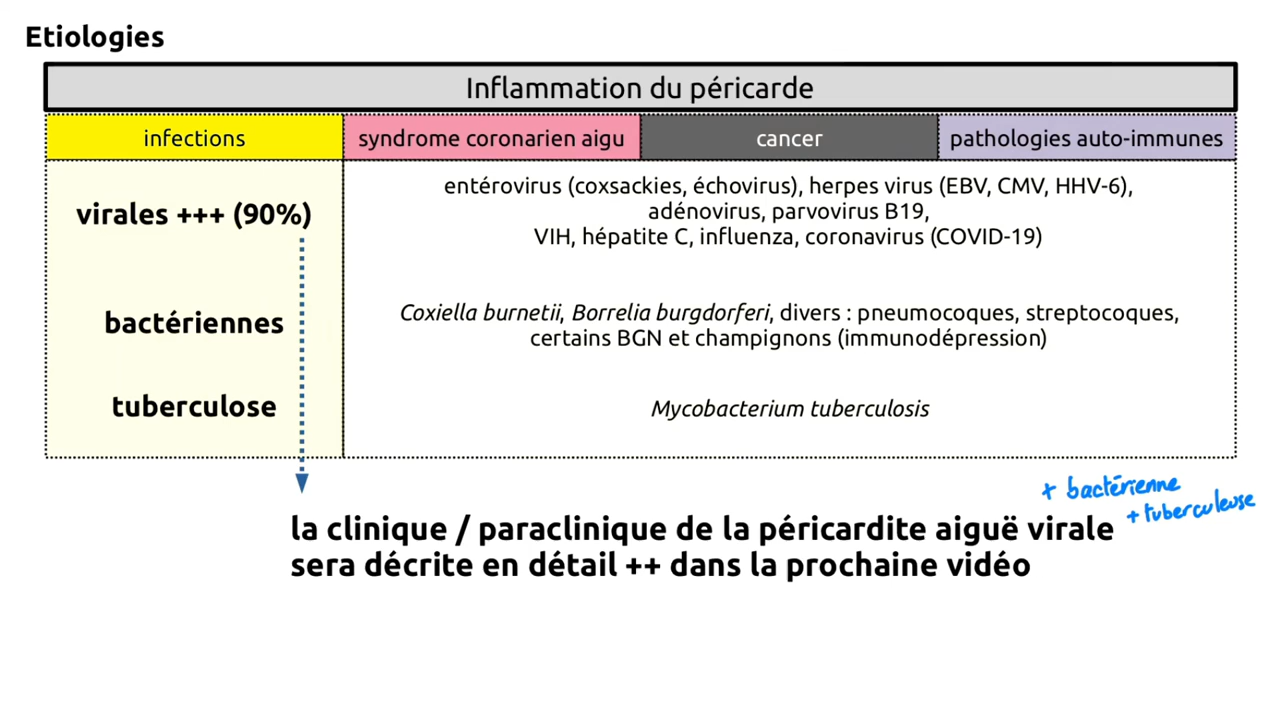 Etiologies
Inflammation du péricarde
infections
syndrome coronarien aigu
cancer
pathologies auto-immunes
virales +++ (90%)
entérovirus (coxsackies, échovirus), herpes virus (EBV, CMV, HHV-6),
adénovirus, parvovirus B19,
VIH, hépatite C, influenza, coronavirus (COVID-19)
bactériennes
Coxiella burnetii, Borrelia burgdorferi, divers : pneumocoques, streptocoques,
certains BGN et champignons (immunodépression)
tuberculose
Mycobacterium tuberculosis
+ bactérienne
+ tuberculeuse
la clinique / paraclinique de la péricardite aiguë virale
sera décrite en détail ++ dans la prochaine vidéo